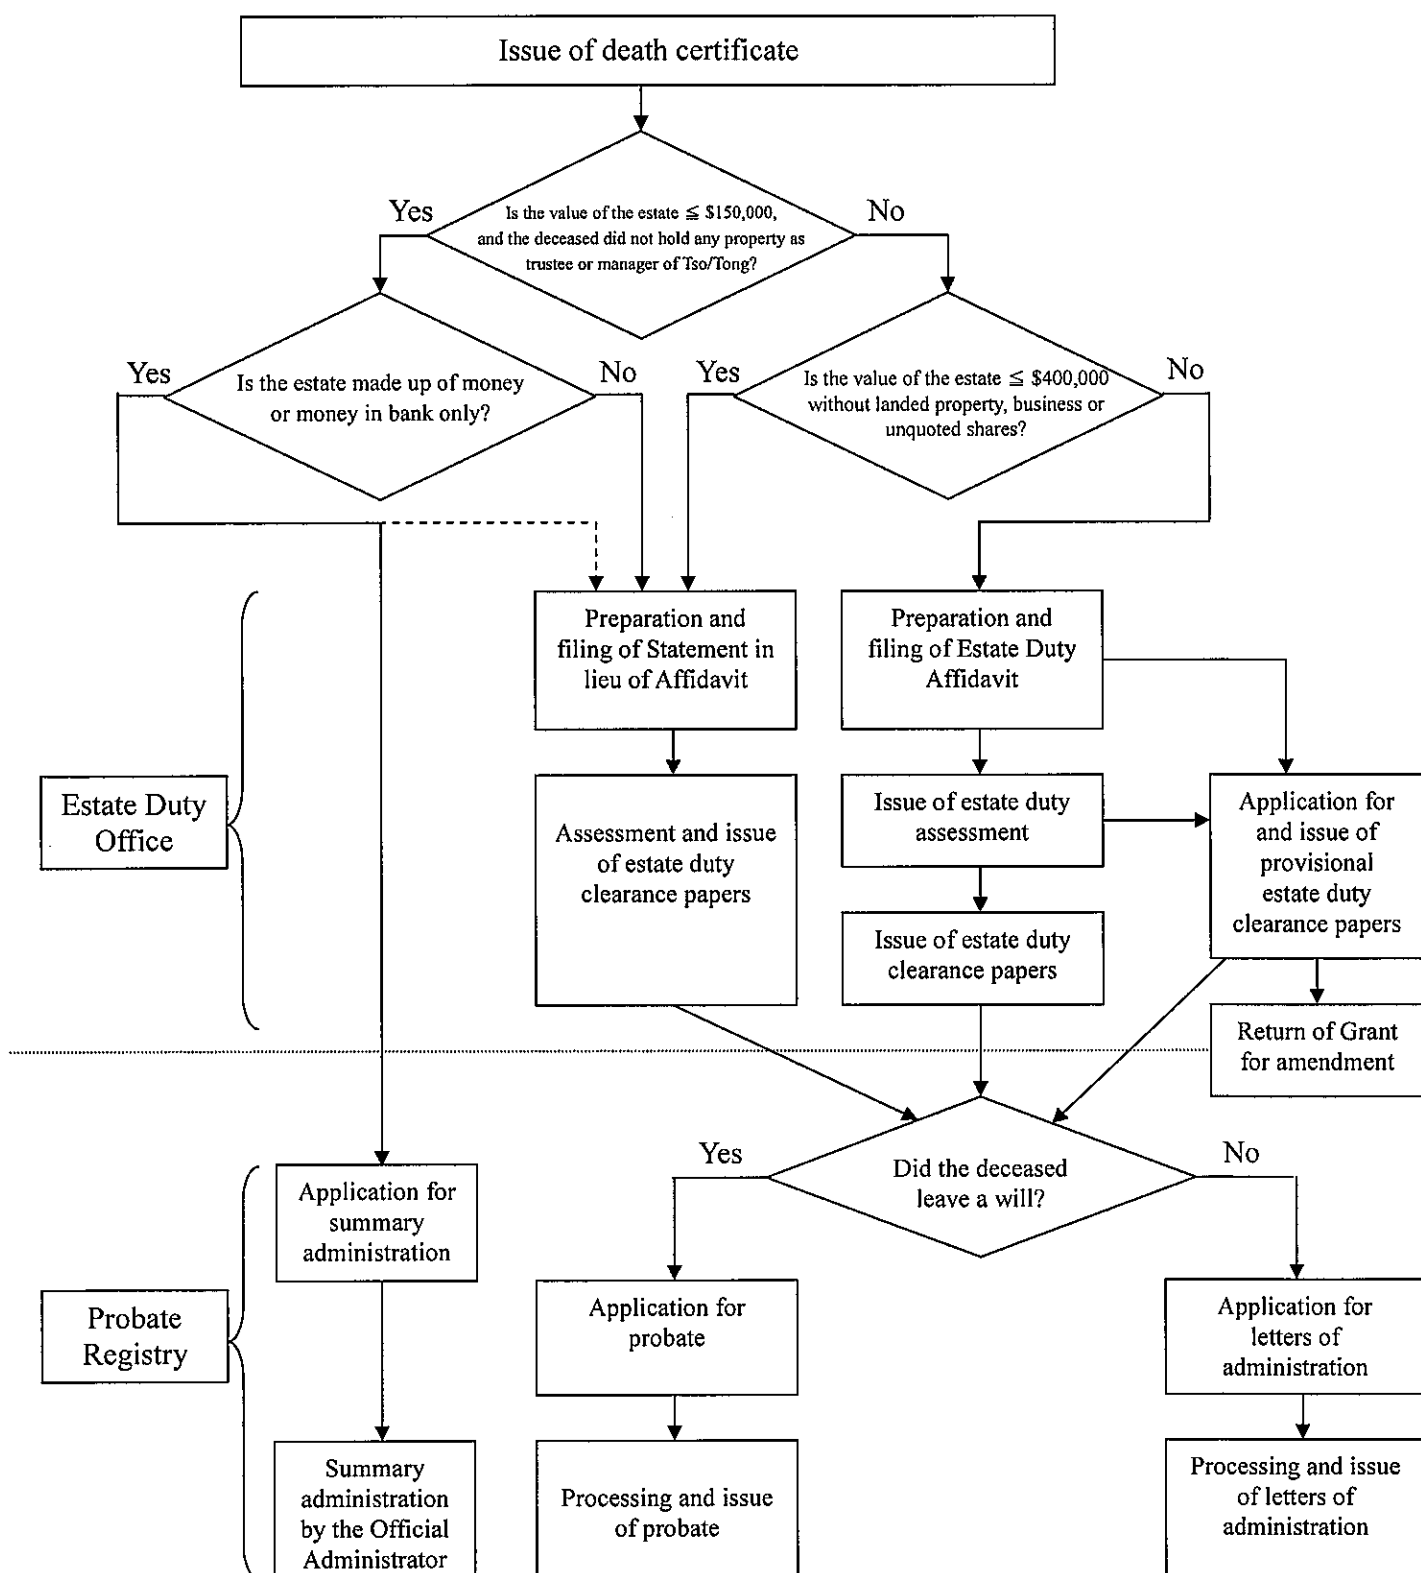 Issue of death certificate
Is the value of the estate ≦ $150,000,
and the deceased did not hold any property as
trustee or manager of Tso/Tong?
Yes
No
Is the estate made up of money
or money in bank only?
Yes
No
Is the value of the estate ≦ $400,000
without landed property, business or
unquoted shares?
Yes
No
Preparation and
filing of Statement in
lieu of Affidavit
Preparation and
filing of Estate Duty
Affidavit
Estate Duty
Office
Assessment and issue
of estate duty
clearance papers
Issue of estate duty
assessment
Application for
and issue of
provisional
estate duty
clearance papers
Issue of estate duty
clearance papers
Return of Grant
for amendment
Did the deceased
leave a will?
Yes
No
Probate
Registry
Application for
summary
administration
Application for
probate
Application for
letters of
administration
Summary
administration
by the Official
Administrator
Processing and issue
of probate
Processing and issue
of letters of
administration